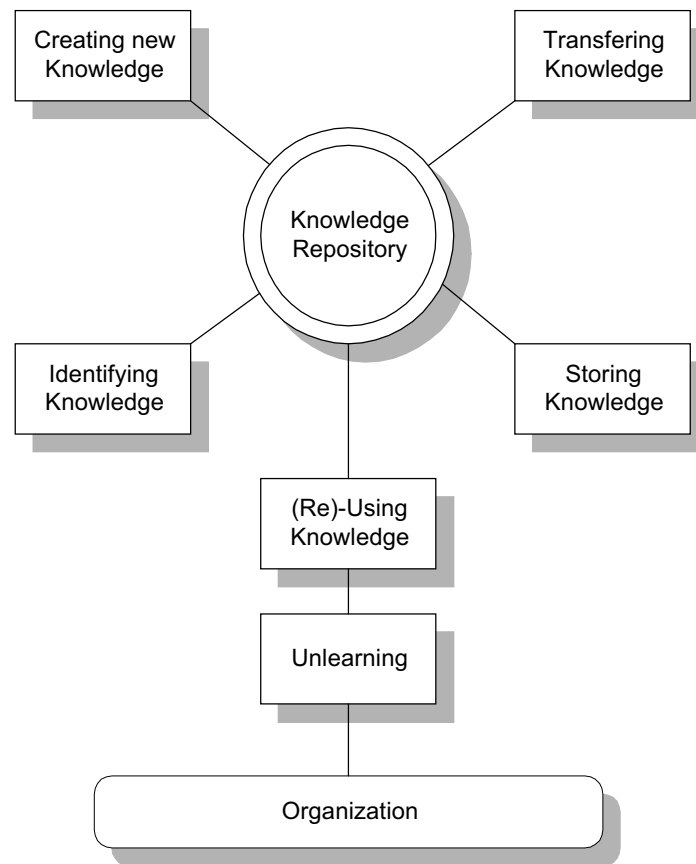 Creating new
Knowledge
Transfering
Knowledge
Knowledge
Repository
Identifying
Knowledge
Storing
Knowledge
(Re)-Using
Knowledge
Unlearning
Organization